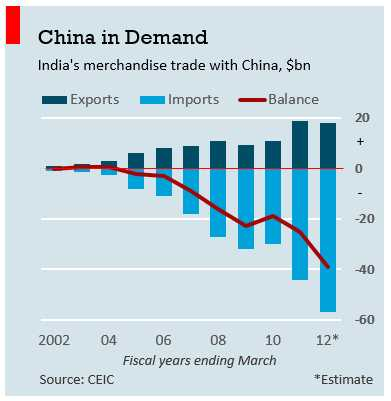 China in Demand
India's merchandise trade with China, $bn
Exports Imports Balance
20
+
0
-
-20
-40
-60
2002 04 06 08 10 12*
Fiscal years ending March
Source: CEIC *Estimate